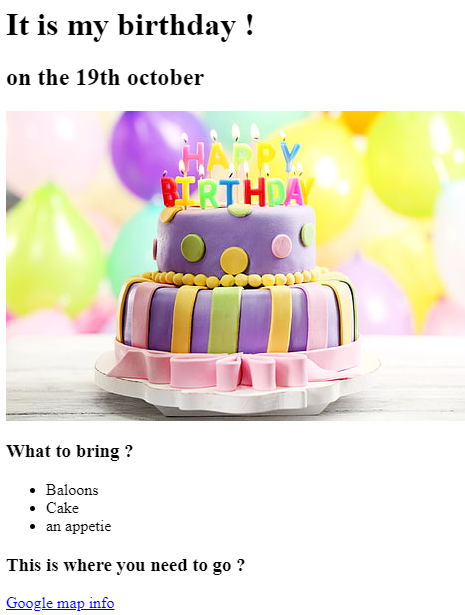 It is my birthday !
on the 19th october
HAPPY
BIRTHDAY
What to bring ?
Baloons
Cake
an appetie
This is where you need to go ?
Google map info